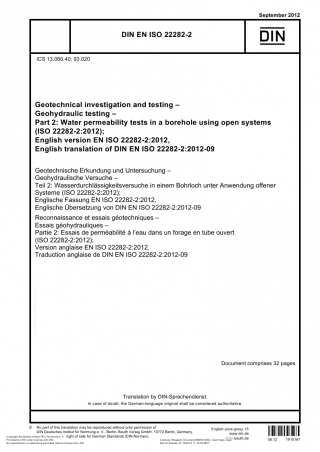 September 2012
DIN EN ISO 22282-2
DIN
ICS 13.080.40; 93.020
Geotechnical investigation and testing –
Geohydraulic testing –
Part 2: Water permeability tests in a borehole using open systems
(ISO 22282-2:2012);
English version EN ISO 22282-2:2012,
English translation of DIN EN ISO 22282-2:2012-09
Geotechnische Erkundung und Untersuchung –
Geohydraulische Versuche –
Teil 2: Wasserdurchlässigkeitsversuche in einem Bohrloch unter Anwendung offener
Systeme (ISO 22282-2:2012);
Englische Fassung EN ISO 22282-2:2012,
Englische Übersetzung von DIN EN ISO 22282-2:2012-09
Reconnaissance et essais géotechniques –
Essais géohydrauliques –
Partie 2: Essais de perméabilité à l'eau dans un forage en tube ouvert
(ISO 22282-2:2012);
Version anglaise EN ISO 22282-2:2012,
Traduction anglaise de DIN EN ISO 22282-2:2012-09
Document comprises 32 pages
Translation by DIN-Sprachendienst.
In case of doubt, the German-language original shall be considered authoritative.
No part of this translation may be reproduced without prior permission of
DIN Deutsches Institut für Normung e. V., Berlin. Beuth Verlag GmbH, 10772 Berlin, Germany,
right of sale for German Standards (DIN-Normen).
English price group 15
www.din.de
www.beuth.de